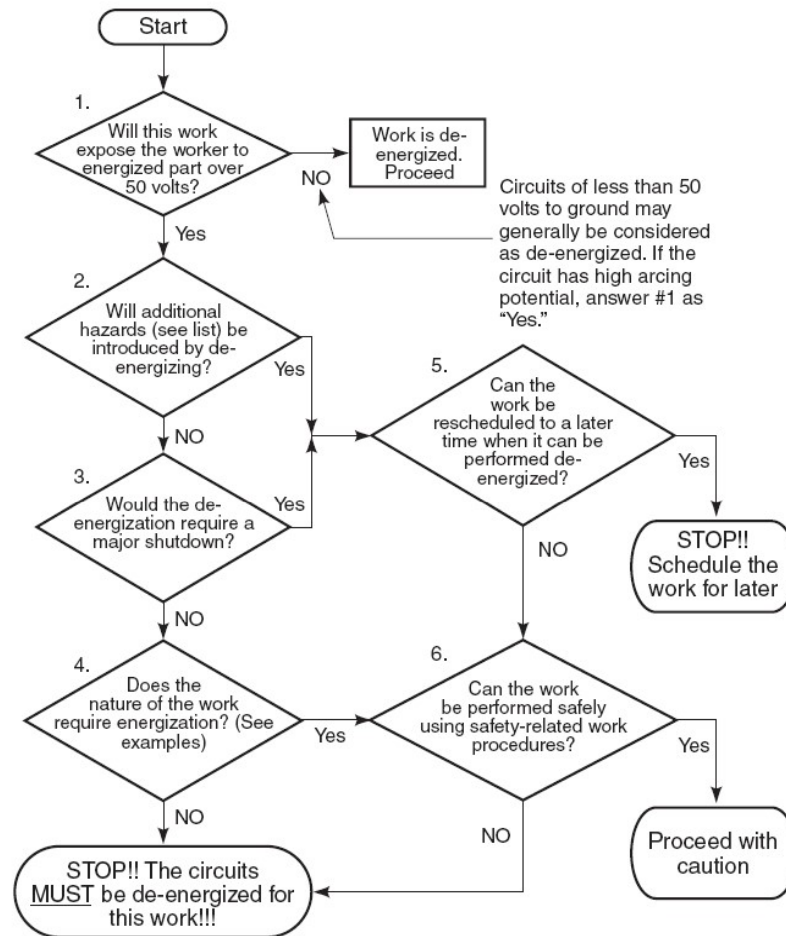 Start
1.
Will this work
expose the worker to
energized part over
50 volts?
NO
Work is de-
energized.
Proceed
Circuits of less than 50
volts to ground may
generally be considered
as de-energized. If the
circuit has high arcing
potential, answer #1 as
“Yes.”
Yes
2.
Will additional
hazards (see list) be
introduced by de-
energizing?
Yes
NO
3.
Would the de-
energization require a
major shutdown?
Yes
NO
5.
Can the
work be
rescheduled to a later
time when it can be
performed de-
energized?
Yes
STOP!!
Schedule the
work for later
NO
4.
Does the
nature of the work
require energization? (See
examples)
Yes
NO
6.
Can the work
be performed safely
using safety-related work
procedures?
Yes
Proceed with
caution
NO
STOP!! The circuits
MUST be de-energized for
this work!!!